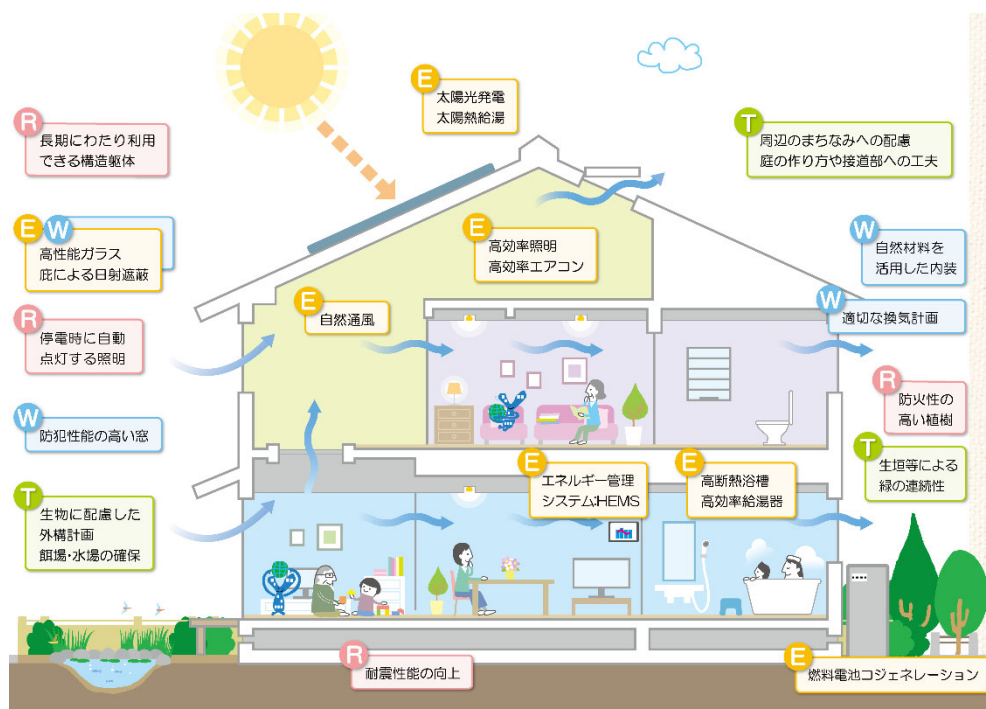 E
太陽光発電
太陽熱給湯
R
長期にわたり利用
できる構造躯体
T
周辺のまちなみへの配慮
庭の作り方や接道部への工夫
E W
高性能ガラス
庇による日射遮蔽
E
高効率照明
高効率エアコン
W
自然材料を
活用した内装
E
自然通風
W
適切な換気計画
R
停電時に自動
点灯する照明
R
防火性の
高い植樹
W
防犯性能の高い窓
T
生垣等による
緑の連続性
E
エネルギー管理
システム:HEMS
E
高断熱浴槽
高効率給湯器
T
生物に配慮した
外構計画
餌場・水場の確保
R
耐震性能の向上
E
燃料電池コジェネレーション